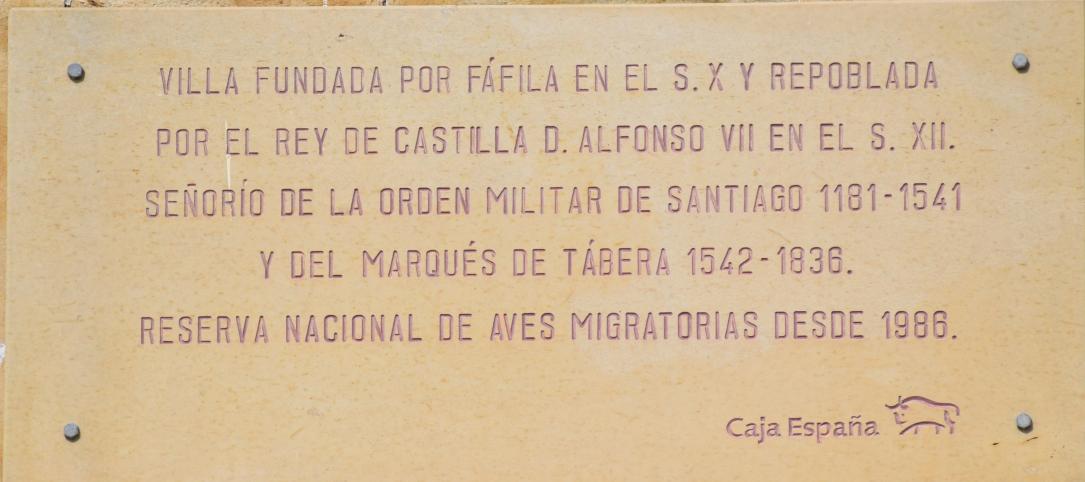 VILLA FUNDADA POR FÁFILA EN EL S. X Y REPOBLADA
POR EL REY DE CASTILLA D. ALFONSO VII EN EL S. XII.
SEÑORÍO DE LA ORDEN MILITAR DE SANTIAGO 1181-1541
Y DEL MARQUÉS DE TÁBERA 1542-1836.
RESERVA NACIONAL DE AVES MIGRATORIAS DESDE 1986.
Caja España